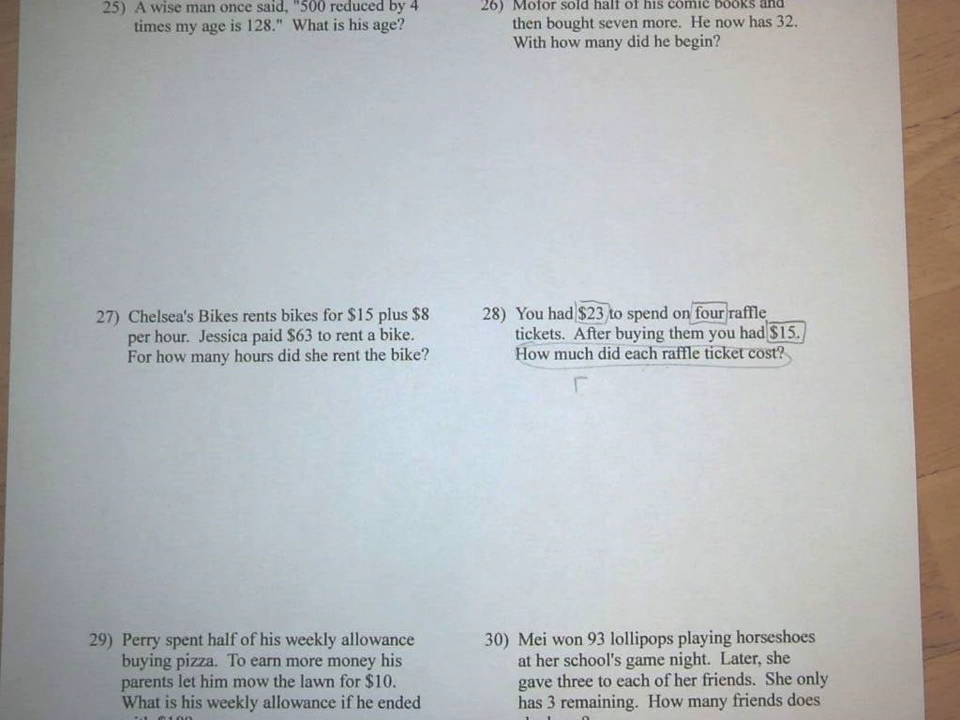 25) A wise man once said, "500 reduced by 4
times my age is 128." What is his age?
26) Mofor sold half of his comic books and
then bought seven more. He now has 32.
With how many did he begin?
27) Chelsea's Bikes rents bikes for $15 plus $8
per hour. Jessica paid $63 to rent a bike.
For how many hours did she rent the bike?
28) You had $23 to spend on four raffle
tickets. After buying them you had $15.
How much did each raffle ticket cost?
29) Perry spent half of his weekly allowance
buying pizza. To earn more money his
parents let him mow the lawn for $10.
What is his weekly allowance if he ended
30) Mei won 93 lollipops playing horseshoes
at her school's game night. Later, she
gave three to each of her friends. She only
has 3 remaining. How many friends does